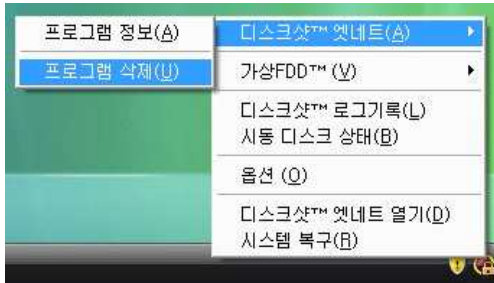 프로그램 정보(A)
프로그램 삭제(U)
디스크샷™ 엣네트(A)
가상FDD™ (V)
디스크샷™ 로그기록(L)
시동 디스크 상태(B)
옵션 (O)
디스크샷™ 엣네트 열기(D)
시스템 복구(R)